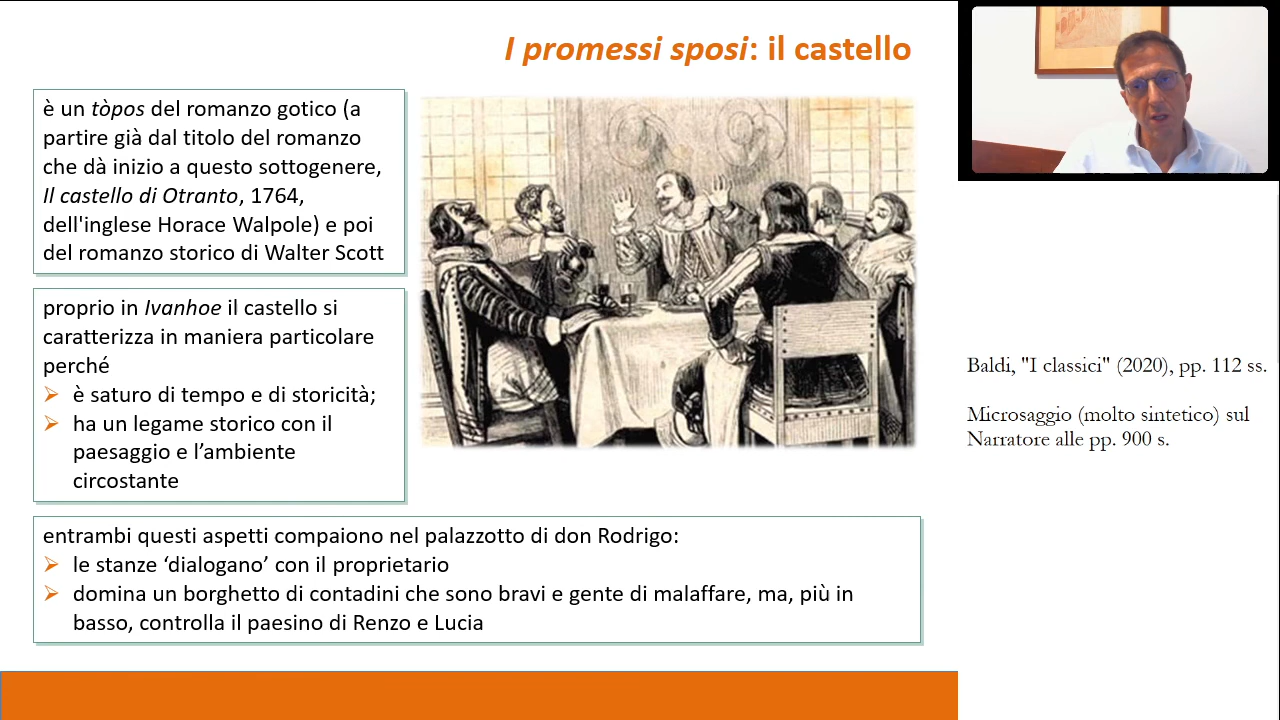 I promessi sposi: il castello
è un tòpos del romanzo gotico (a
partire già dal titolo del romanzo
che dà inizio a questo sottogenere,
Il castello di Otranto, 1764,
dell'inglese Horace Walpole) e poi
del romanzo storico di Walter Scott
proprio in Ivanhoe il castello si
caratterizza in maniera particolare
perché
➢ è saturo di tempo e di storicità;
➢ ha un legame storico con il
paesaggio e l’ambiente
circostante
entrambi questi aspetti compaiono nel palazzotto di don Rodrigo:
➢ le stanze ‘dialogano’ con il proprietario
➢ domina un borghetto di contadini che sono bravi e gente di malaffare, ma, più in
basso, controlla il paesino di Renzo e Lucia
Baldi, "I classici" (2020), pp. 112 ss.
Microsaggio (molto sintetico) sul
Narratore alle pp. 900 s.